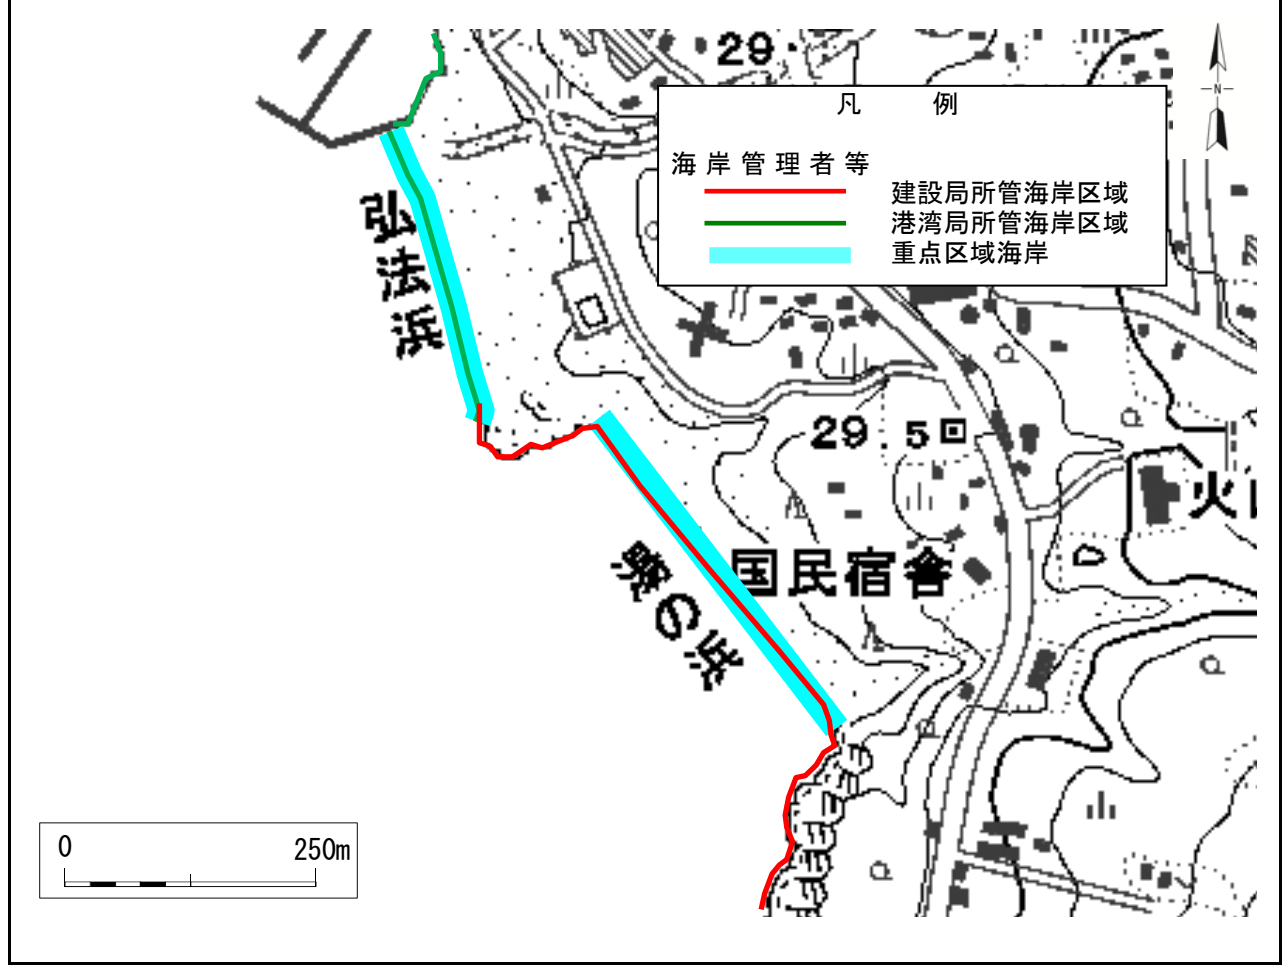 29.
凡 例
N
海岸管理者等
建設局所管海岸区域
港湾局所管海岸区域
重点区域海岸
弘法浜
29.5
国民宿舎
の浜
0 250m